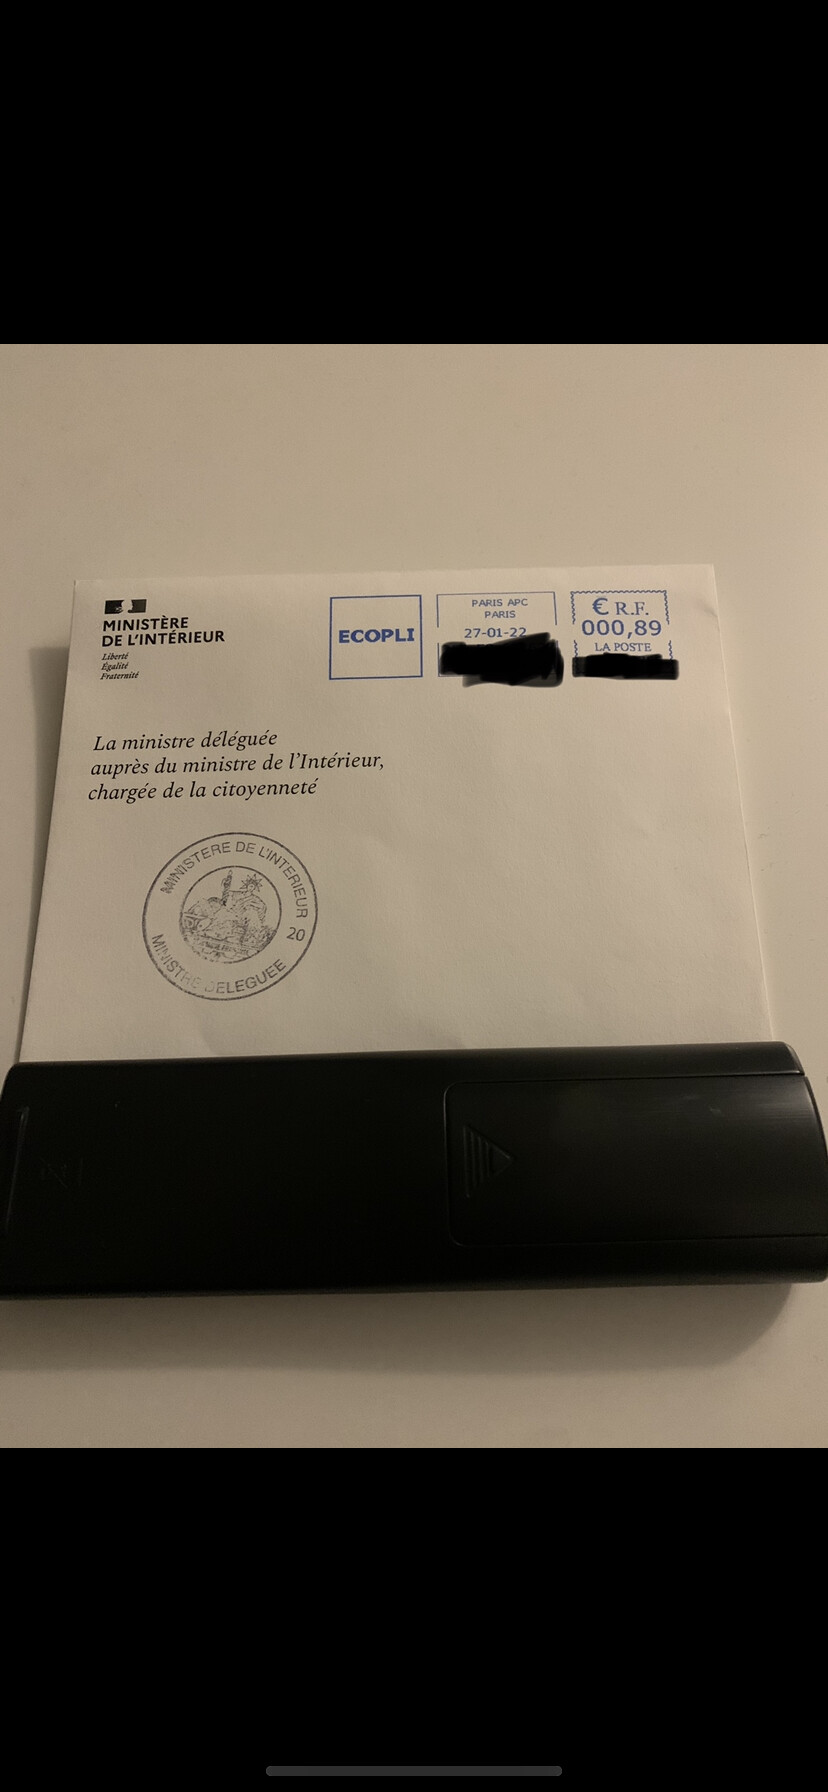 MINISTÈRE
DE L'INTÉRIEUR
Liberté
Égalité
Fraternité
ECOPLI
PARIS APC
PARIS
27-01-22
€ R.F.
000,89
LA POSTE
La ministre déléguée
auprès du ministre de l'Intérieur,
chargée de la citoyenneté
MINISTERE DE L'INTERIEUR
20
MINISTRE DELEGUEE